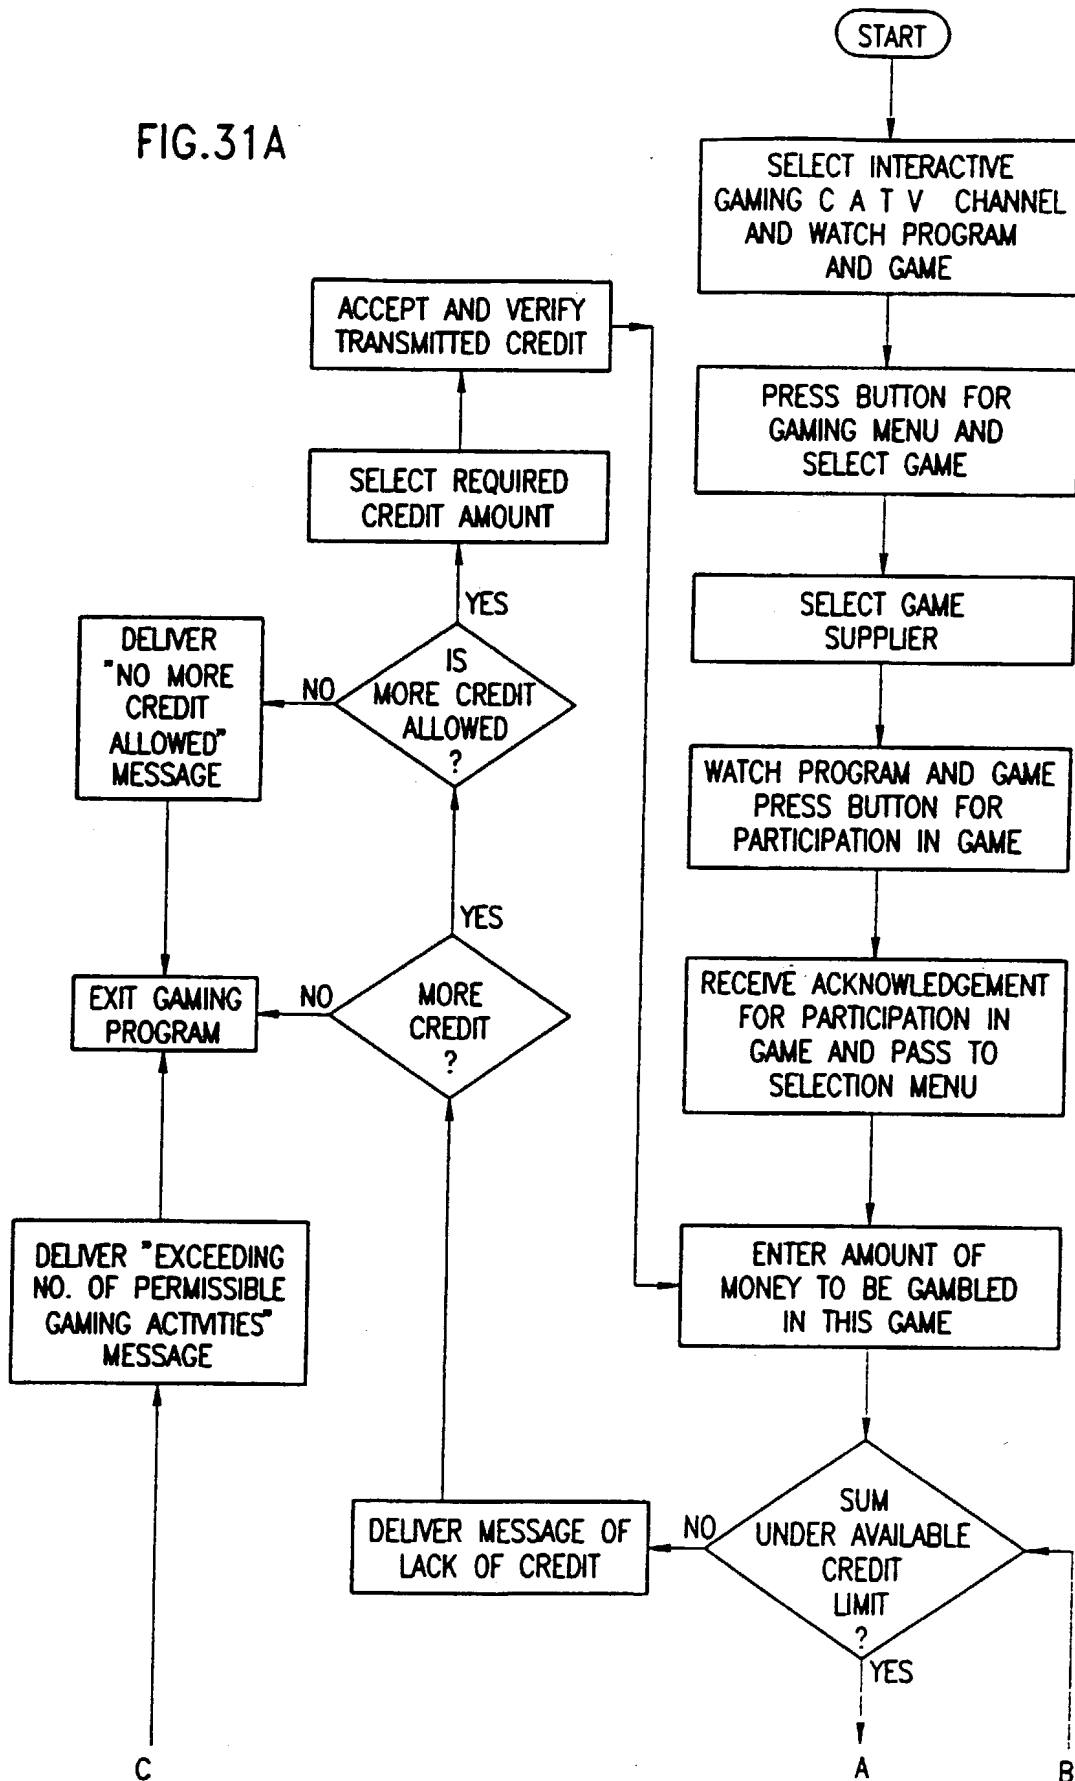 START
FIG.31A
SELECT INTERACTIVE
GAMING C A T V CHANNEL
AND WATCH PROGRAM
AND GAME
ACCEPT AND VERIFY
TRANSMITTED CREDIT
PRESS BUTTON FOR
GAMING MENU AND
SELECT GAME
SELECT REQUIRED
CREDIT AMOUNT
YES
SELECT GAME
SUPPLIER
DELIVER
"NO MORE
CREDIT
ALLOWED"
MESSAGE
NO
IS
MORE CREDIT
ALLOWED
?
WATCH PROGRAM AND GAME
PRESS BUTTON FOR
PARTICIPATION IN GAME
YES
EXIT GAMING
PROGRAM
NO
MORE
CREDIT
?
RECEIVE ACKNOWLEDGEMENT
FOR PARTICIPATION IN
GAME AND PASS TO
SELECTION MENU
DELIVER "EXCEEDING
NO. OF PERMISSIBLE
GAMING ACTIVITIES"
MESSAGE
ENTER AMOUNT OF
MONEY TO BE GAMBLED
IN THIS GAME
DELIVER MESSAGE OF
LACK OF CREDIT
NO
SUM
UNDER AVAILABLE
CREDIT
LIMIT
?
YES
C
A
B